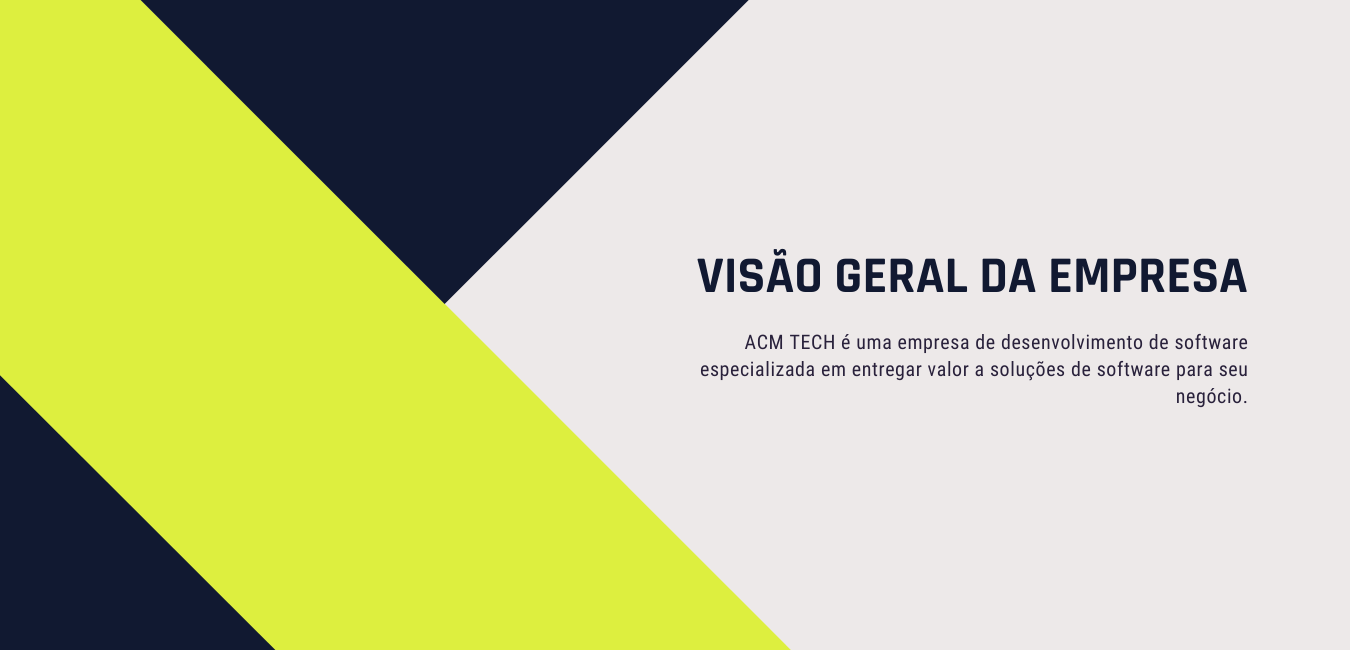 VISÃO GERAL DA EMPRESA
ACM TECH é uma empresa de desenvolvimento de software
especializada em entregar valor a soluções de software para seu
negócio.